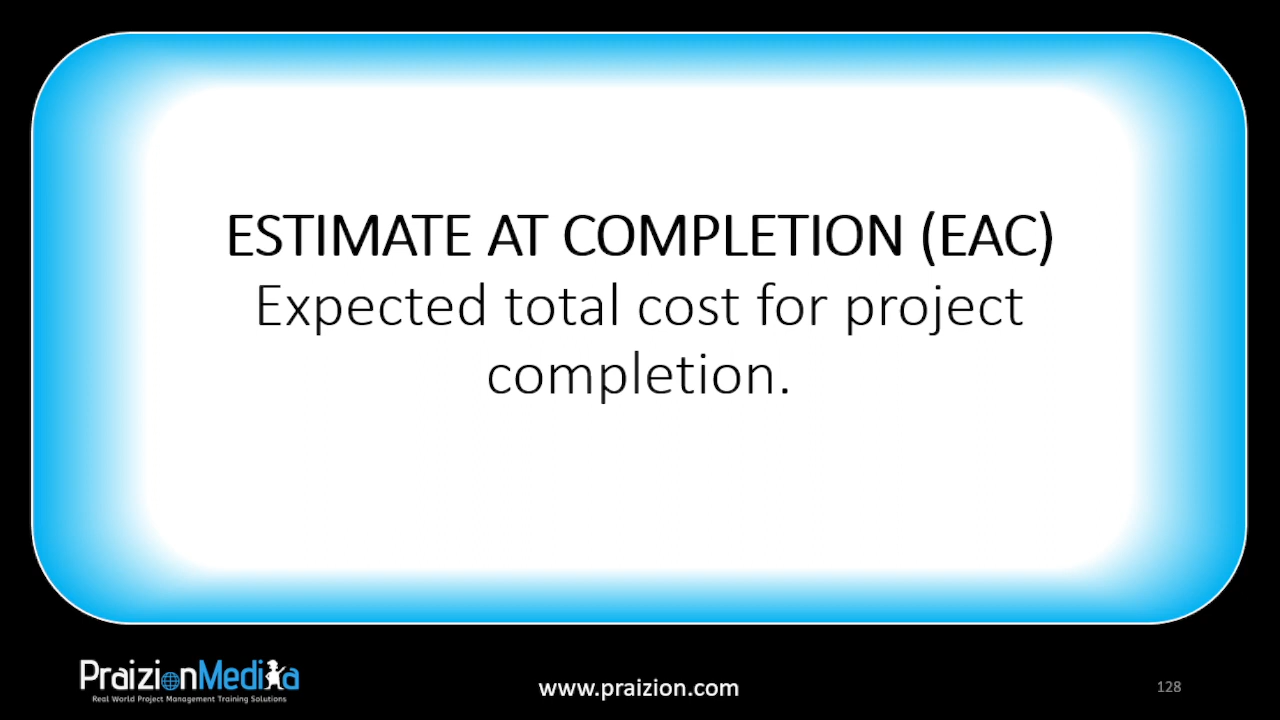 ESTIMATE AT COMPLETION (EAC)
Expected total cost for project
completion.
PraizionMedia
Real World Project Management Training Solutions
www.praizion.com
128